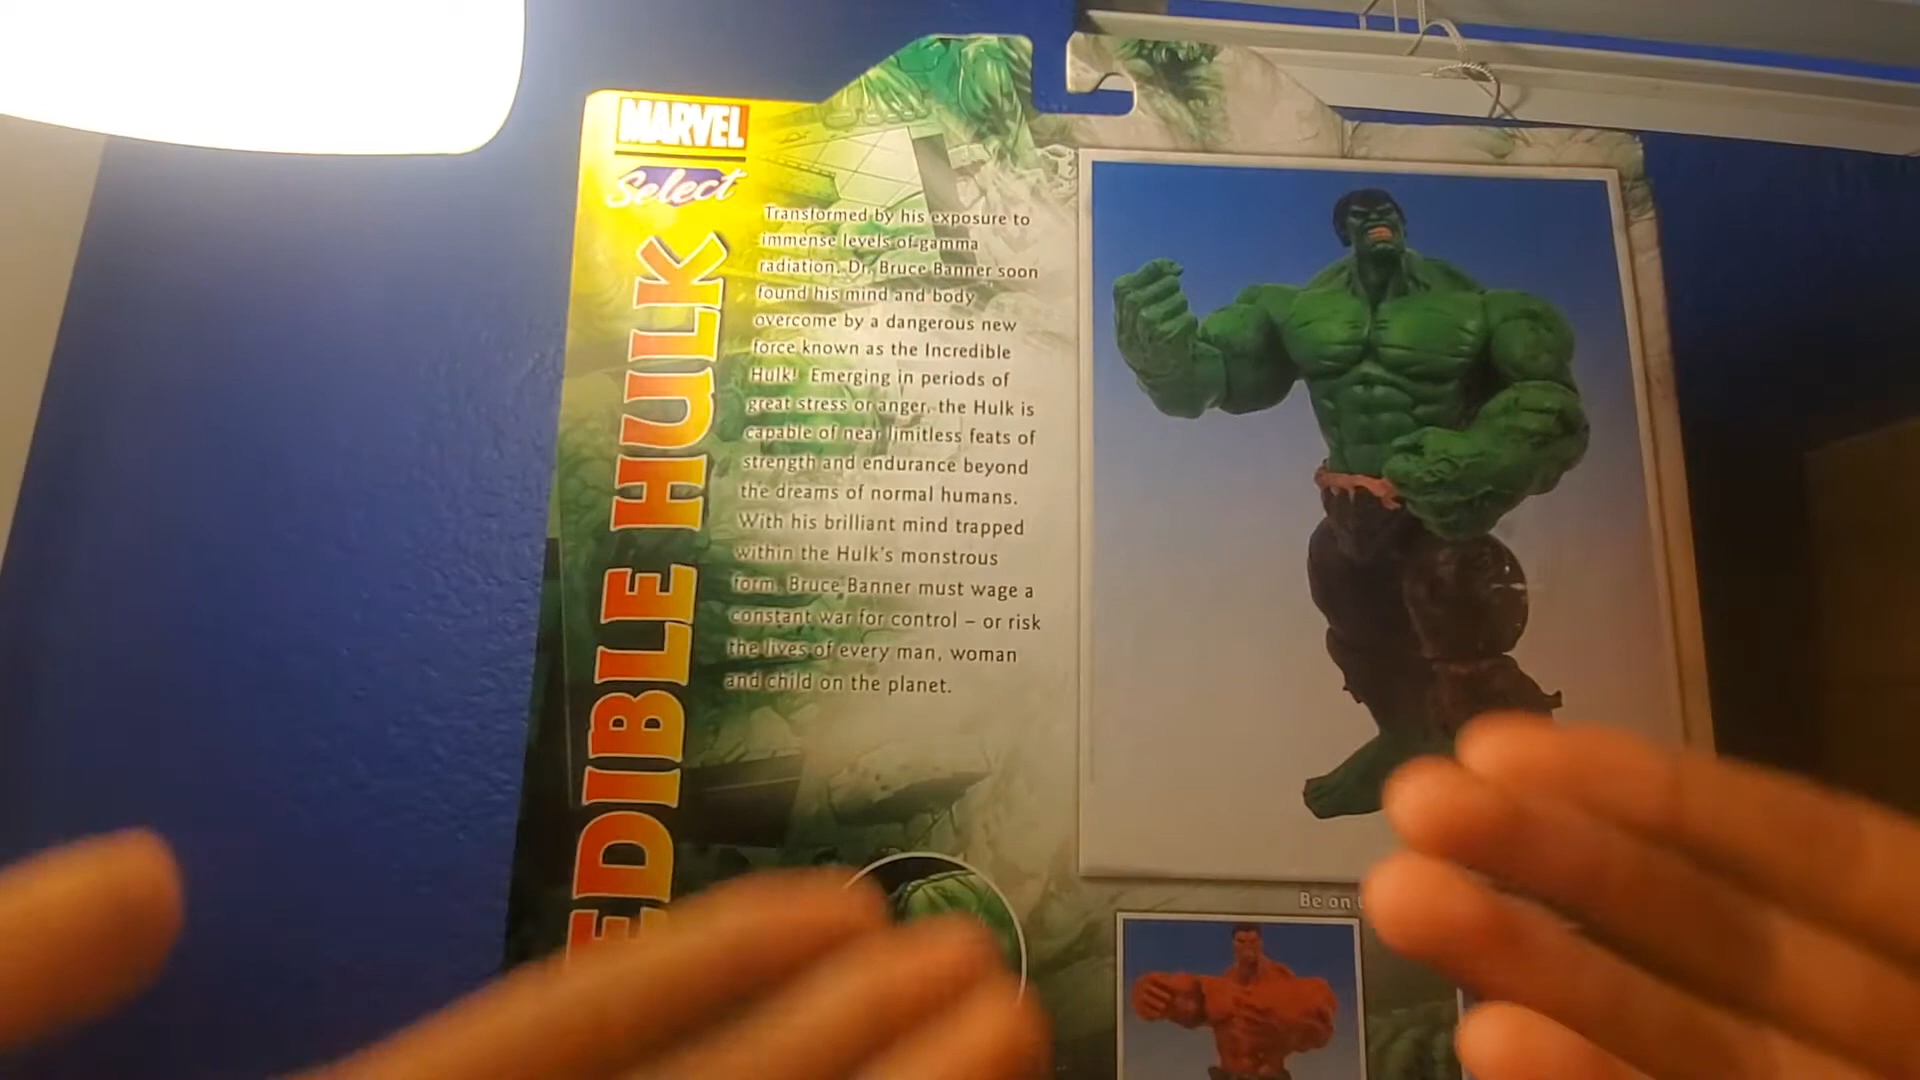 MARVEL
Select
EDIBLE HULK
Transformed by his exposure to
immense levels of gamma
radiation, Dr. Bruce Banner soon
found his mind and body
overcome by a dangerous new
force known as the Incredible
Hulk! Emerging in periods of
great stress or anger, the Hulk is
capable of near limitless feats of
strength and endurance beyond
the dreams of normal humans.
With his brilliant mind trapped
within the Hulk's monstrous
form, Bruce Banner must wage a
constant war for control – or risk
the lives of every man, woman
and child on the planet.
Be on